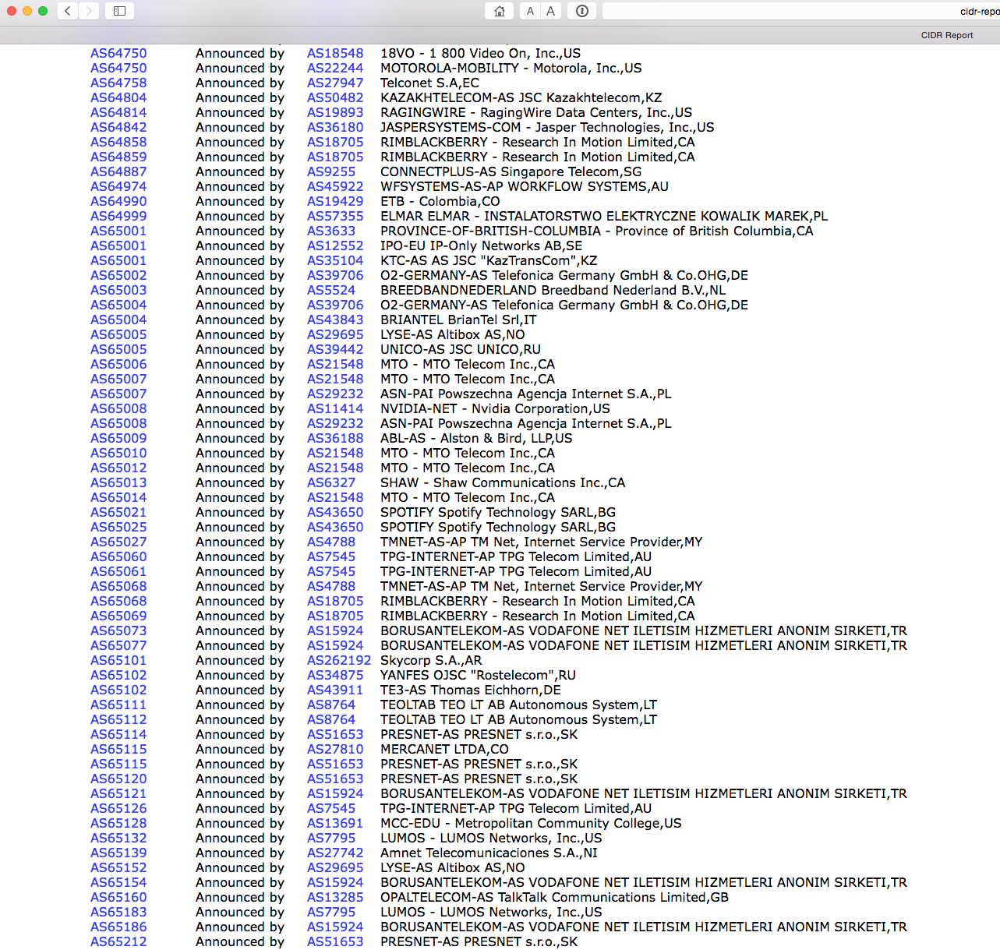 A A cidr-repo
CIDR Report
AS64750 Announced by AS18548 18VO - 1 800 Video On, Inc.,US
AS64750 Announced by AS22244 MOTOROLA-MOBILITY - Motorola, Inc.,US
AS64758 Announced by AS27947 Telconet S.A,EC
AS64804 Announced by AS50482 KAZAKHTELECOM-AS JSC Kazakhtelecom,KZ
AS64814 Announced by AS19893 RAGINGWIRE - RagingWire Data Centers, Inc.,US
AS64842 Announced by AS36180 JASPERSYSTEMS-COM - Jasper Technologies, Inc.,US
AS64858 Announced by AS18705 RIMBLACKBERRY - Research In Motion Limited,CA
AS64859 Announced by AS18705 RIMBLACKBERRY - Research In Motion Limited,CA
AS64887 Announced by AS9255 CONNECTPLUS-AS Singapore Telecom,SG
AS64974 Announced by AS45922 WFSYSTEMS-AS-AP WORKFLOW SYSTEMS,AU
AS64990 Announced by AS19429 ETB - Colombia,CO
AS64999 Announced by AS57355 ELMAR ELMAR - INSTALATORSTWO ELEKTRYCZNE KOWALIK MAREK,PL
AS65001 Announced by AS3633 PROVINCE-OF-BRITISH-COLUMBIA - Province of British Columbia,CA
AS65001 Announced by AS12552 IPO-EU IP-Only Networks AB,SE
AS65001 Announced by AS35104 KTC-AS AS JSC "KazTransCom",KZ
AS65002 Announced by AS39706 O2-GERMANY-AS Telefonica Germany GmbH & Co.OHG,DE
AS65003 Announced by AS5524 BREEDBANDNEDERLAND Breedband Nederland B.V.,NL
AS65004 Announced by AS39706 O2-GERMANY-AS Telefonica Germany GmbH & Co.OHG,DE
AS65004 Announced by AS43843 BRIANTEL BrianTel Srl,IT
AS65005 Announced by AS29695 LYSE-AS Altibox AS,NO
AS65005 Announced by AS39442 UNICO-AS JSC UNICO,RU
AS65006 Announced by AS21548 MTO - MTO Telecom Inc.,CA
AS65007 Announced by AS21548 MTO - MTO Telecom Inc.,CA
AS65007 Announced by AS29232 ASN-PAI Powszechna Agencja Internet S.A.,PL
AS65008 Announced by AS11414 NVIDIA-NET - Nvidia Corporation,US
AS65008 Announced by AS29232 ASN-PAI Powszechna Agencja Internet S.A.,PL
AS65009 Announced by AS36188 ABL-AS - Alston & Bird, LLP,US
AS65010 Announced by AS21548 MTO - MTO Telecom Inc.,CA
AS65012 Announced by AS21548 MTO - MTO Telecom Inc.,CA
AS65013 Announced by AS6327 SHAW - Shaw Communications Inc.,CA
AS65014 Announced by AS21548 MTO - MTO Telecom Inc.,CA
AS65021 Announced by AS43650 SPOTIFY Spotify Technology SARL,BG
AS65025 Announced by AS43650 SPOTIFY Spotify Technology SARL,BG
AS65027 Announced by AS4788 TMNET-AS-AP TM Net, Internet Service Provider,MY
AS65060 Announced by AS7545 TPG-INTERNET-AP TPG Telecom Limited,AU
AS65061 Announced by AS7545 TPG-INTERNET-AP TPG Telecom Limited,AU
AS65068 Announced by AS4788 TMNET-AS-AP TM Net, Internet Service Provider,MY
AS65068 Announced by AS18705 RIMBLACKBERRY - Research In Motion Limited,CA
AS65069 Announced by AS18705 RIMBLACKBERRY - Research In Motion Limited,CA
AS65073 Announced by AS15924 BORUSANTELEKOM-AS VODAFONE NET ILETISIM HIZMETLERI ANONIM SIRKETI,TR
AS65077 Announced by AS15924 BORUSANTELEKOM-AS VODAFONE NET ILETISIM HIZMETLERI ANONIM SIRKETI,TR
AS65101 Announced by AS262192 Skycorp S.A.,AR
AS65102 Announced by AS34875 YANFES OJSC "Rostelecom",RU
AS65102 Announced by AS43911 TE3-AS Thomas Eichhorn,DE
AS65111 Announced by AS8764 TEOLTAB TEO LT AB Autonomous System,LT
AS65112 Announced by AS8764 TEOLTAB TEO LT AB Autonomous System,LT
AS65114 Announced by AS51653 PRESNET-AS PRESNET s.r.o.,SK
AS65115 Announced by AS27810 MERCANET LTDA,CO
AS65115 Announced by AS51653 PRESNET-AS PRESNET s.r.o.,SK
AS65120 Announced by AS51653 PRESNET-AS PRESNET s.r.o.,SK
AS65121 Announced by AS15924 BORUSANTELEKOM-AS VODAFONE NET ILETISIM HIZMETLERI ANONIM SIRKETI,TR
AS65126 Announced by AS7545 TPG-INTERNET-AP TPG Telecom Limited,AU
AS65128 Announced by AS13691 MCC-EDU - Metropolitan Community College,US
AS65132 Announced by AS7795 LUMOS - LUMOS Networks, Inc.,US
AS65139 Announced by AS27742 Amnet Telecomunicaciones S.A.,NI
AS65152 Announced by AS29695 LYSE-AS Altibox AS,NO
AS65154 Announced by AS15924 BORUSANTELEKOM-AS VODAFONE NET ILETISIM HIZMETLERI ANONIM SIRKETI,TR
AS65160 Announced by AS13285 OPALTELECOM-AS TalkTalk Communications Limited,GB
AS65183 Announced by AS7795 LUMOS - LUMOS Networks, Inc.,US
AS65186 Announced by AS15924 BORUSANTELEKOM-AS VODAFONE NET ILETISIM HIZMETLERI ANONIM SIRKETI,TR
AS65212 Announced by AS51653 PRESNET-AS PRESNET s.r.o.,SK